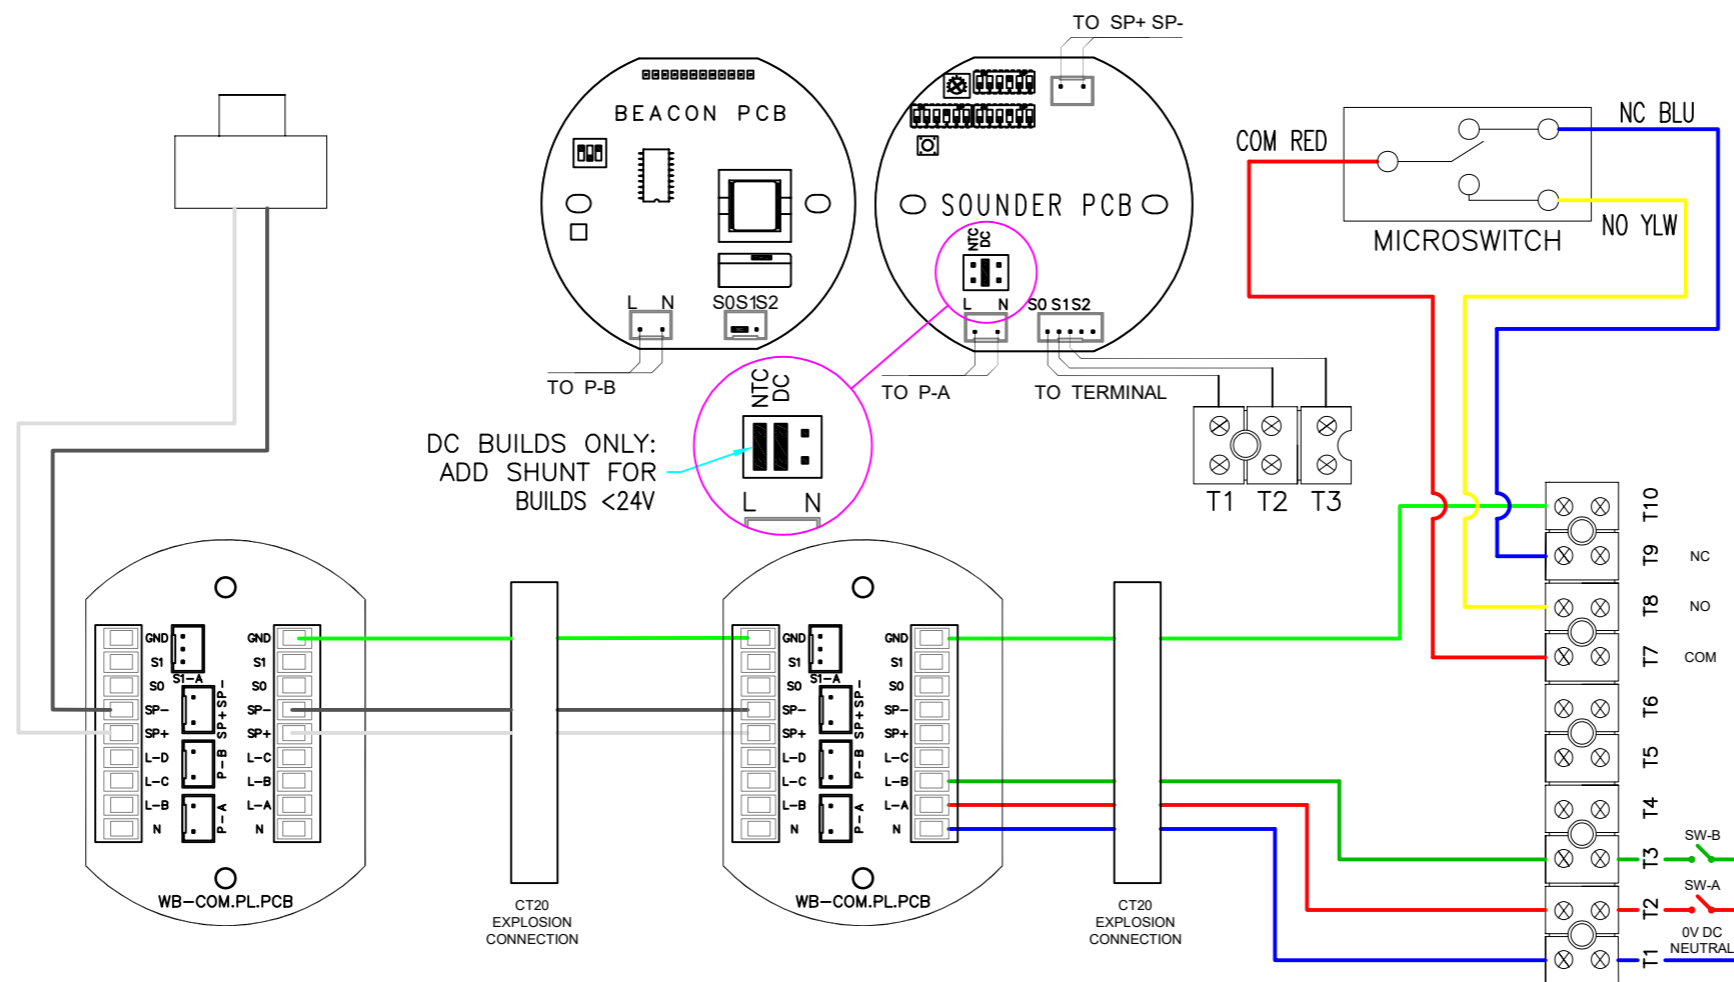 TO SP+ SP-
BEACON PCB
L N
S0S1S2
TO P-B
SOUNDER PCB
NTC
DC
L N
S0 S1S2
TO P-A
TO TERMINAL
T1 T2 T3
NTC
DC
L N
DC BUILDS ONLY:
ADD SHUNT FOR
BUILDS <24V
COM RED
NC BLU
NO YLW
MICROSWITCH
GND
S1
S0
SP-
SP+
L-D
L-C
L-B
N
S1-A
SP+SP-
P-B
P-A
GND
S1
S0
SP-
SP+
L-C
L-B
L-A
N
WB-COM.PL.PCB
CT20
EXPLOSION
CONNECTION
GND
S1
S0
SP-
SP+
L-D
L-C
L-B
N
S1-A
SP+SP-
P-B
P-A
GND
S1
S0
SP-
SP+
L-C
L-B
L-A
N
WB-COM.PL.PCB
CT20
EXPLOSION
CONNECTION
T10
T9 NC
T8 NO
T7 COM
T6
T5
T4
T3 SW-B
T2 SW-A
T1 0V DC
NEUTRAL